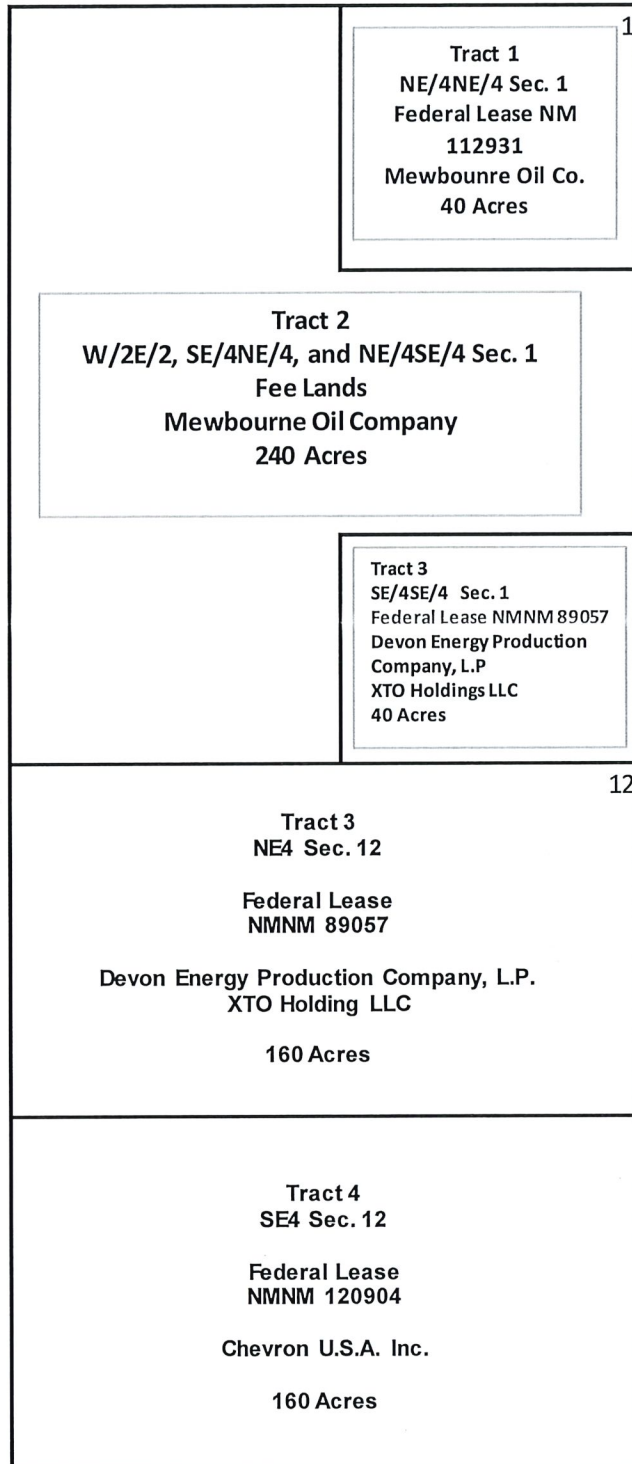 1
Tract 1
NE/4NE/4 Sec. 1
Federal Lease NM
112931
Mewbounre Oil Co.
40 Acres
Tract 2
W/2E/2, SE/4NE/4, and NE/4SE/4 Sec. 1
Fee Lands
Mewbourne Oil Company
240 Acres
Tract 3
SE/4SE/4 Sec. 1
Federal Lease NMNM 89057
Devon Energy Production
Company, L.P
XTO Holdings LLC
40 Acres
12
Tract 3
NE4 Sec. 12
Federal Lease
NMNM 89057
Devon Energy Production Company, L.P.
XTO Holding LLC
160 Acres
Tract 4
SE4 Sec. 12
Federal Lease
NMNM 120904
Chevron U.S.A. Inc.
160 Acres